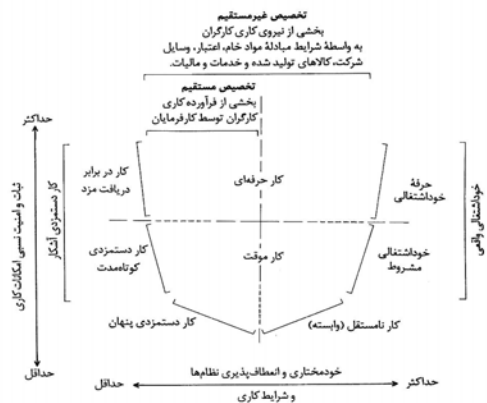 تخصیص غیرمستقیم
بخشی از نیروی کاری کارگران
به واسطهٔ شرایط مبادلهٔ مواد خام، اعتبار، وسایل
شرکت، کالاهای تولید شده و خدمات و مالیات.
تخصیص مستقیم
بخشی از فرآورده کاری
کارگران توسط کارفرمایان
حداکثر
ثبات و امنیت نسبی امکانات کاری
حداقل
کار دستمزدی آشکار
کار در برابر
دریافت مزد
کار حرفه‌ای
حرفهٔ
خوداشتغالی
خوداشتغالی واقعی
کار دستمزدی
کوتاه‌مدت
کار موقت
خوداشتغالی
مشروط
کار دستمزدی پنهان
کار نامستقل (وابسته)
خودمختاری و انعطاف‌پذیری نظام‌ها
و شرایط کاری
حداقل
حداکثر